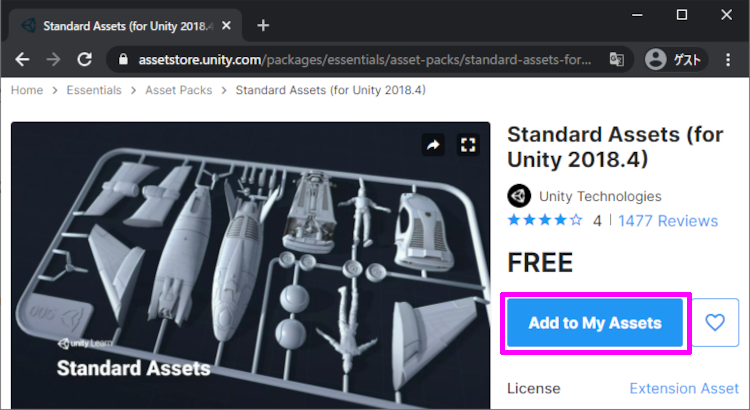 Standard Assets (for Unity 2018.4)
assetstore.unity.com/packages/essentials/asset-packs/standard-assets-for...
ゲスト
Home > Essentials > Asset Packs > Standard Assets (for Unity 2018.4)
Standard Assets (for
Unity 2018.4)
Unity Technologies
4 | 1477 Reviews
FREE
Add to My Assets
License Extension Asset
unity Learn
Standard Assets